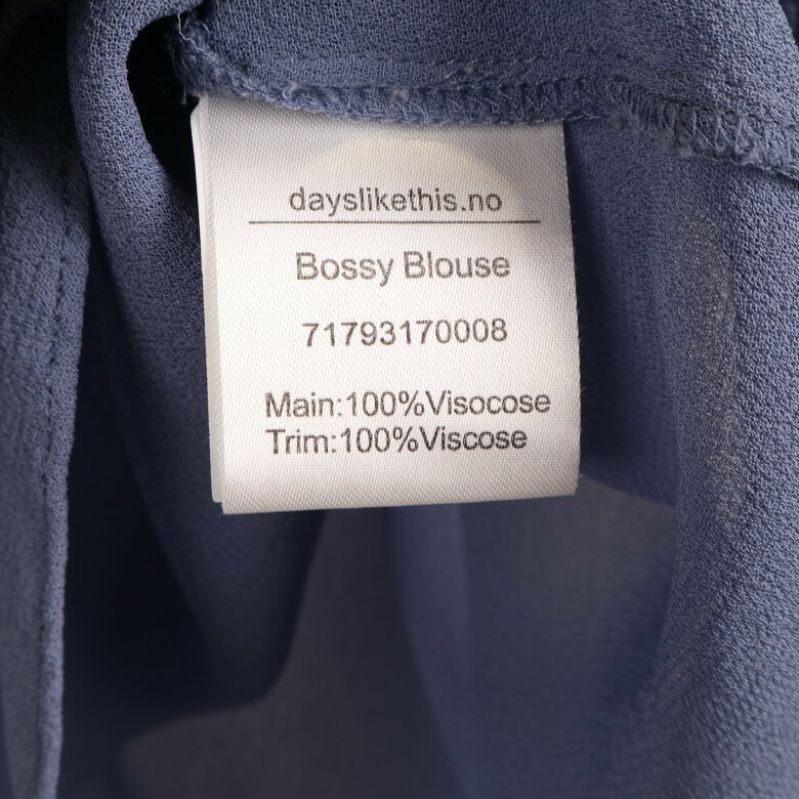 dayslikethis.no
Bossy Blouse
71793170008
Main:100%Visocose
Trim:100%Viscose